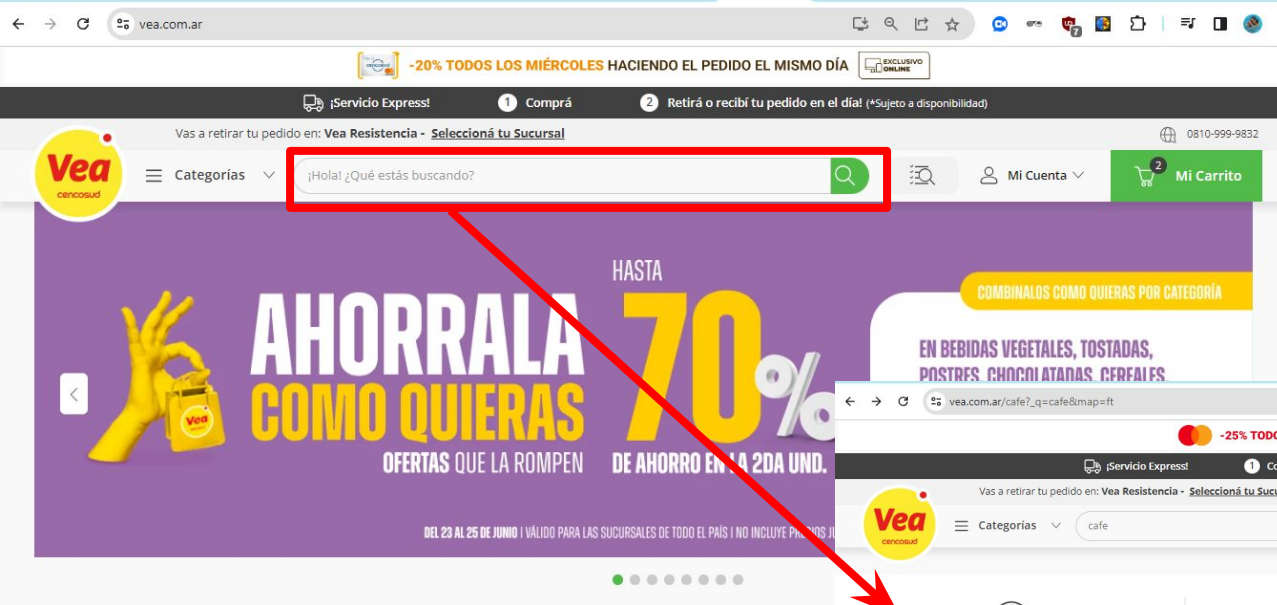 vea.com.ar
7
-20% TODOS LOS MIÉRCOLES HACIENDO EL PEDIDO EL MISMO DÍA EXCLUSIVO ONLINE
¡Servicio Express! 1 Comprá 2 Retirá o recibí tu pedido en el día! (*Sujeto a disponibilidad)
Vas a retirar tu pedido en: Vea Resistencia - Seleccioná tu Sucursal 0810-999-9832
Vea cencosud
Categorías ¡Hola! ¿Qué estás buscando? Mi Cuenta 2 Mi Carrito
AHORRALA
COMO QUIERAS
OFERTAS QUE LA ROMPEN
HASTA
70%
DE AHORRO EN LA 2DA UND.
COMBINALOS COMO QUIERAS POR CATEGORÍA
EN BEBIDAS VEGETALES, TOSTADAS,
POSTRES, CHOCOLATADAS, CEREALES,
Vea
DEL 23 AL 25 DE JUNIO | VÁLIDO PARA LAS SUCURSALES DE TODO EL PAÍS | NO INCLUYE PRECIOS JU
vea.com.ar/cafe?_q=cafe&map=ft
-25% TODO
¡Servicio Express! 1 Co
Vas a retirar tu pedido en: Vea Resistencia - Seleccioná tu Sucu
Vea cencosud
Categorías cafe